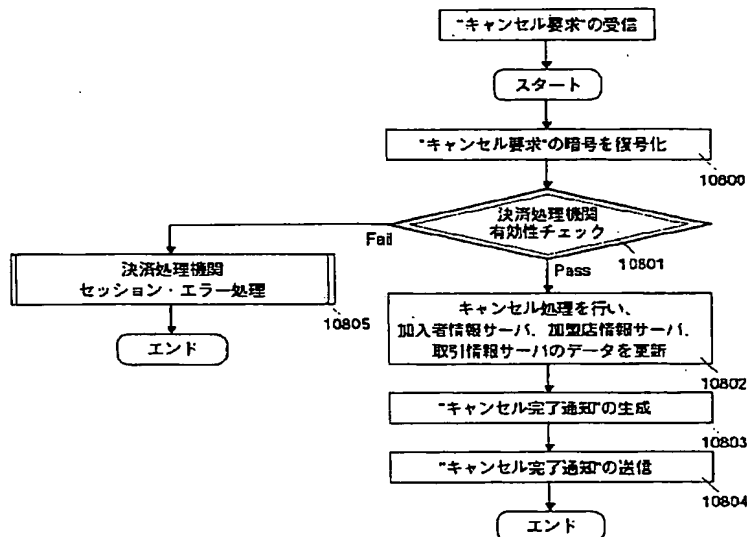 "キャンセル要求"の受信
スタート
"キャンセル要求"の暗号を復号化
10800
決済処理機関
有効性チェック
Fail
10801
Pass
決済処理機関
セッション・エラー処理
10805
エンド
キャンセル処理を行い、
加入者情報サーバ、加盟店情報サーバ、
取引情報サーバのデータを更新
10802
"キャンセル完了通知"の生成
10803
"キャンセル完了通知"の送信
10804
エンド